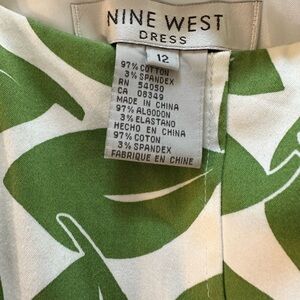 NINE WEST
DRESS
12
97% COTTON
3% SPANDEX
RN 54050
CA 08349
MADE IN CHINA
97% ALGODON
3% ELASTANO
HECHO EN CHINA
97% COTON
3% SPANDEX
FABRIQUE EN CHINE